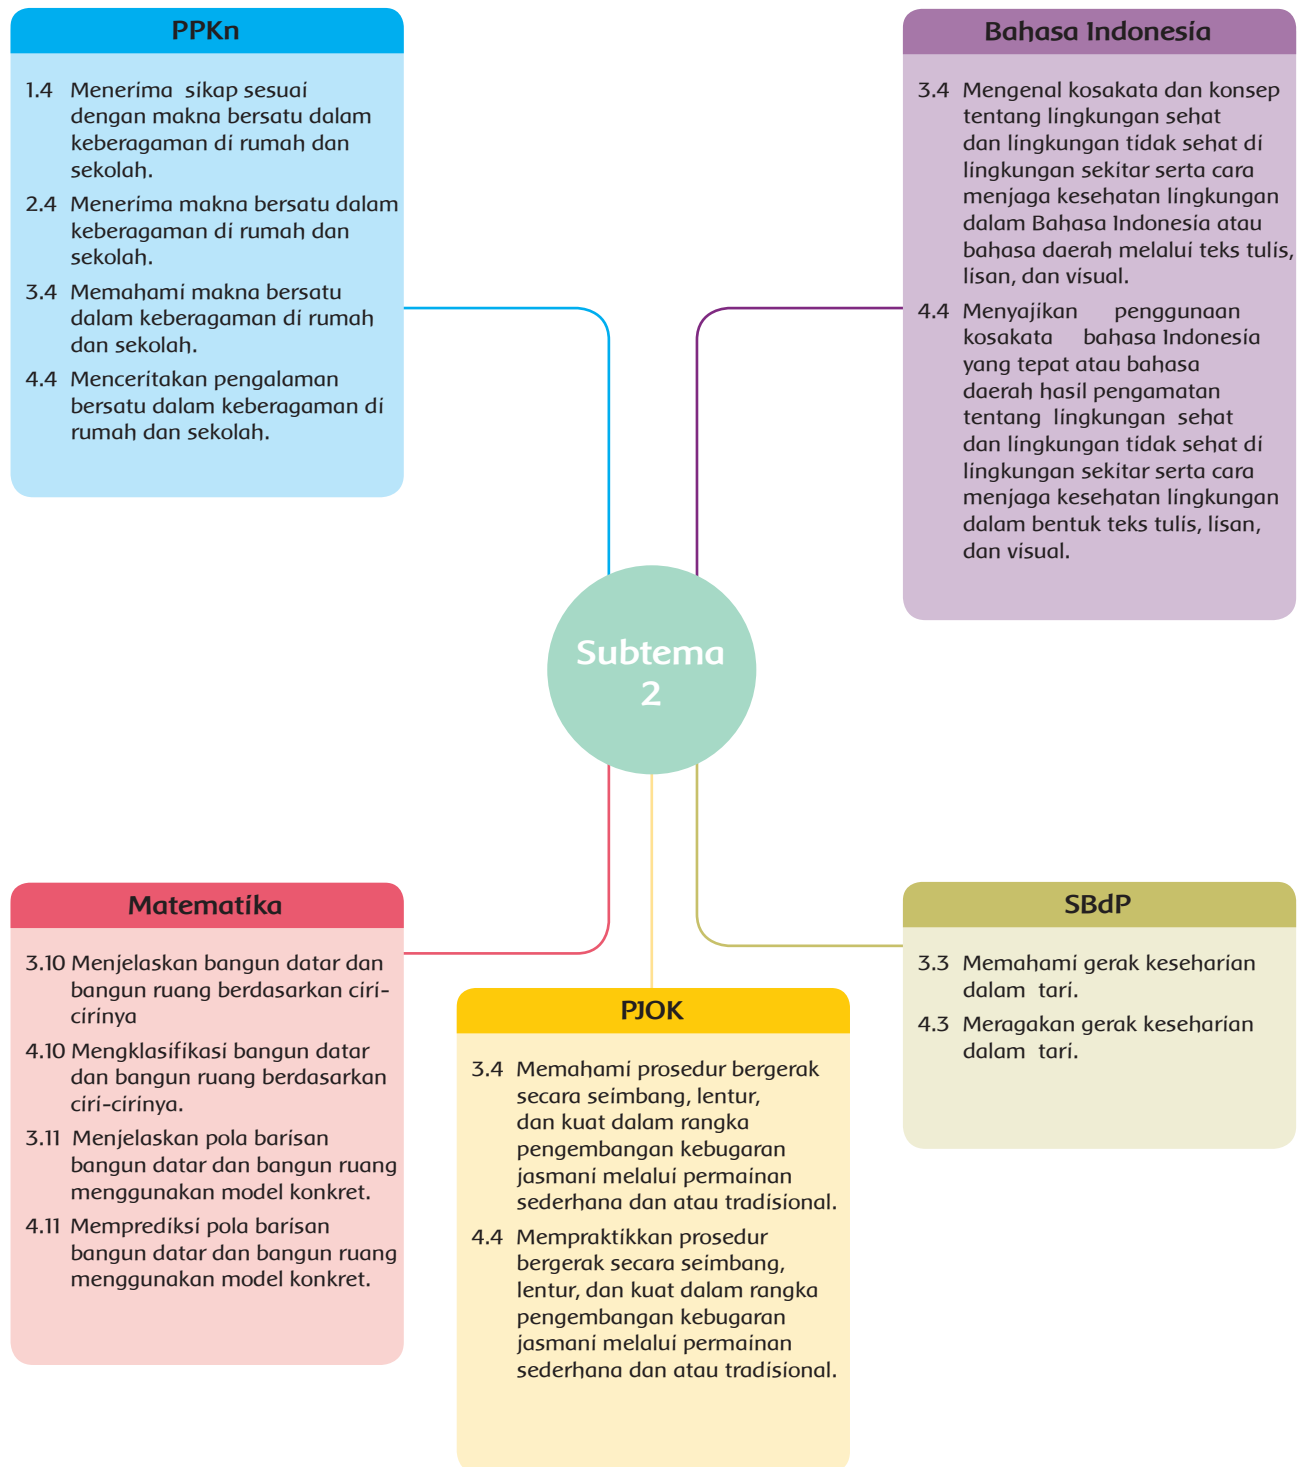 PPKn
1.4 Menerima sikap sesuai
dengan makna bersatu dalam
keberagaman di rumah dan
sekolah.
2.4 Menerima makna bersatu dalam
keberagaman di rumah dan
sekolah.
3.4 Memahami makna bersatu
dalam keberagaman di rumah
dan sekolah.
4.4 Menceritakan pengalaman
bersatu dalam keberagaman di
rumah dan sekolah.
Bahasa Indonesia
3.4 Mengenal kosakata dan konsep
tentang lingkungan sehat
dan lingkungan tidak sehat di
lingkungan sekitar serta cara
menjaga kesehatan lingkungan
dalam Bahasa Indonesia atau
bahasa daerah melalui teks tulis,
lisan, dan visual.
4.4 Menyajikan penggunaan
kosakata bahasa Indonesia
yang tepat atau bahasa
daerah hasil pengamatan
tentang lingkungan sehat
dan lingkungan tidak sehat di
lingkungan sekitar serta cara
menjaga kesehatan lingkungan
dalam bentuk teks tulis, lisan,
dan visual.
Subtema
2
Matematika
3.10 Menjelaskan bangun datar dan
bangun ruang berdasarkan ciri-
cirinya
4.10 Mengklasifikasi bangun datar
dan bangun ruang berdasarkan
ciri-cirinya.
3.11 Menjelaskan pola barisan
bangun datar dan bangun ruang
menggunakan model konkret.
4.11 Memprediksi pola barisan
bangun datar dan bangun ruang
menggunakan model konkret.
PJOK
3.4 Memahami prosedur bergerak
secara seimbang, lentur,
dan kuat dalam rangka
pengembangan kebugaran
jasmani melalui permainan
sederhana dan atau tradisional.
4.4 Mempraktikkan prosedur
bergerak secara seimbang,
lentur, dan kuat dalam rangka
pengembangan kebugaran
jasmani melalui permainan
sederhana dan atau tradisional.
SBdP
3.3 Memahami gerak keseharian
dalam tari.
4.3 Meragakan gerak keseharian
dalam tari.